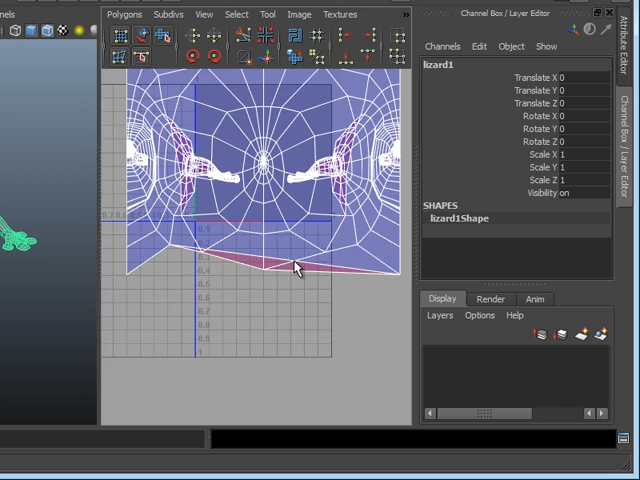 nels
Polygons Subdivs View Select Tool Image Textures »
Channel Box / Layer Editor
Channels Edit Object Show
lizard1
Translate X 0
Translate Y 0
Translate Z 0
Rotate X 0
Rotate Y 0
Rotate Z 0
Scale X 1
Scale Y 1
Scale Z 1
Visibility on
SHAPES
lizard1Shape
Display Render Anim
Layers Options Help
Attribute Editor
Channel Box / Layer Editor
0.1
0.2
0.3
0.4
0.5
0.6
0.7
0.8
0.9
1